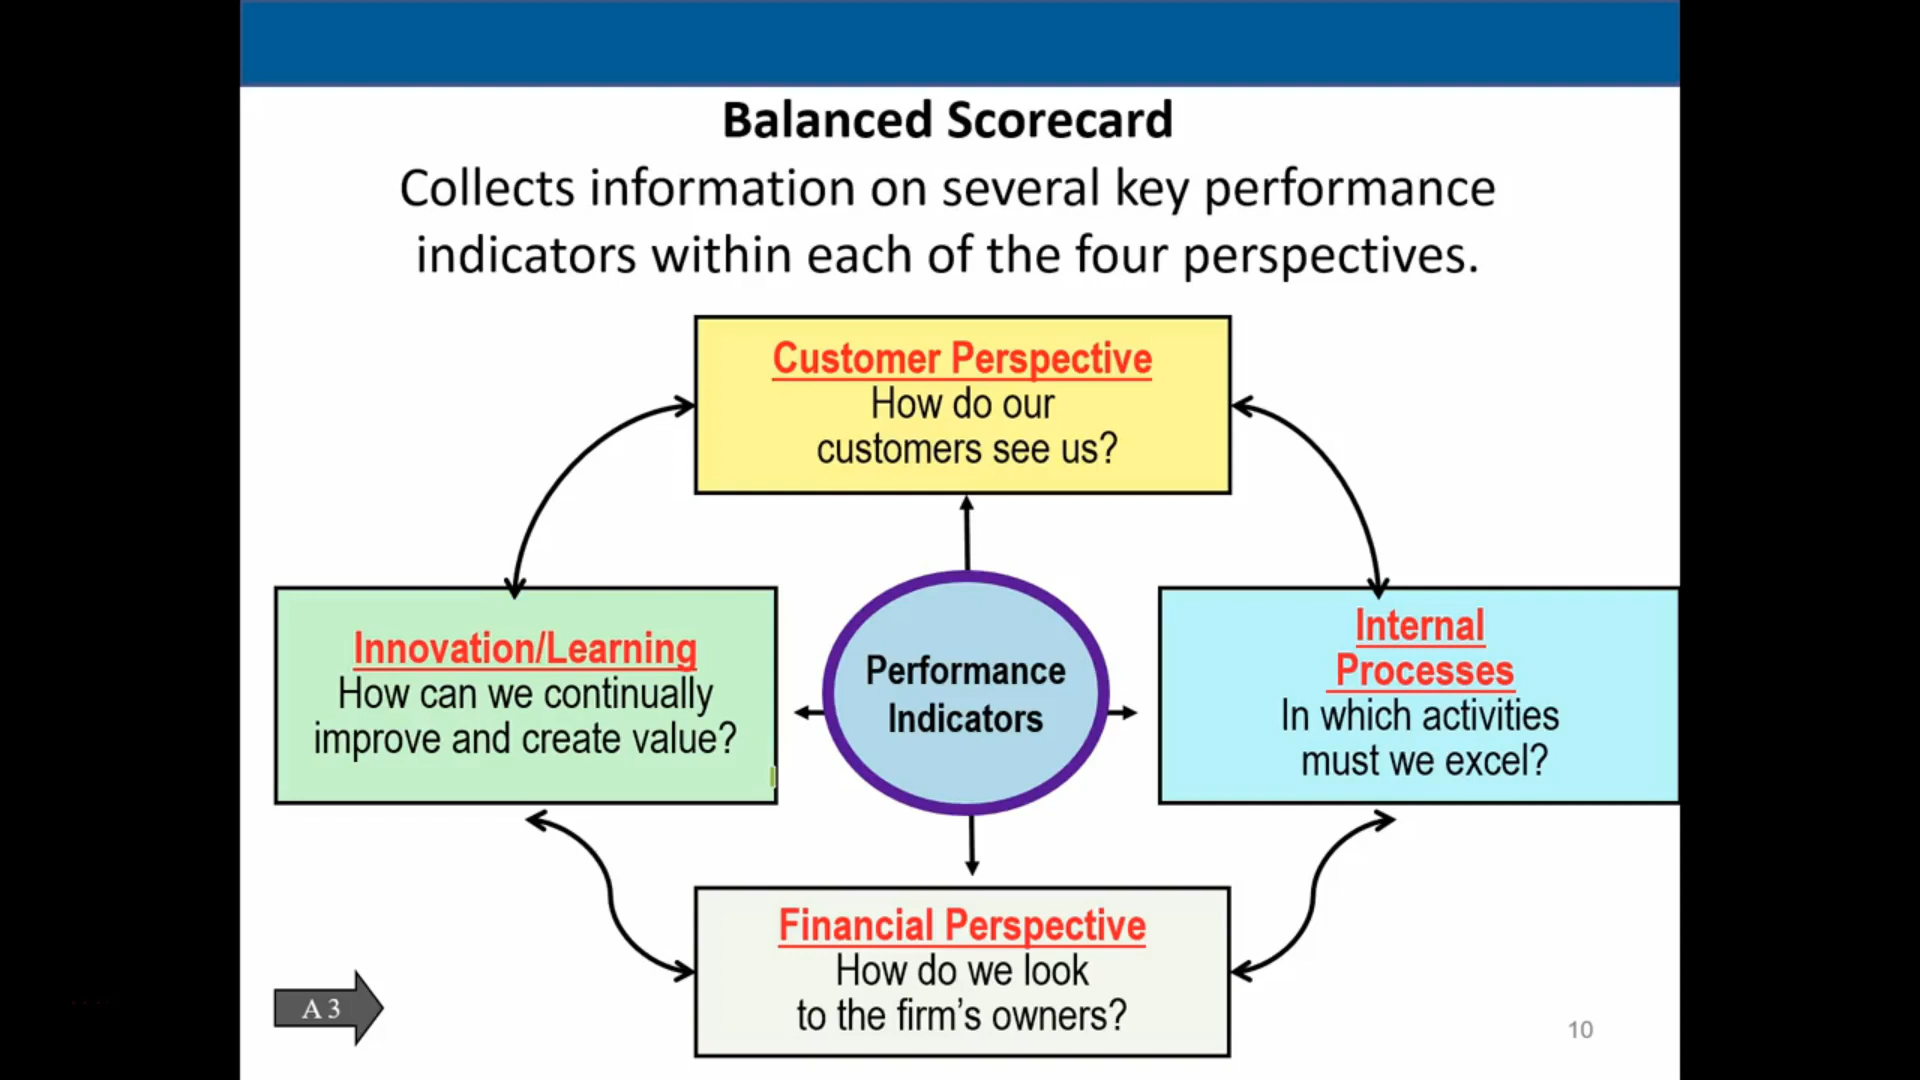 Balanced Scorecard
Collects information on several key performance
indicators within each of the four perspectives.
Customer Perspective
How do our
customers see us?
Innovation/Learning
How can we continually
improve and create value?
Performance
Indicators
Internal
Processes
In which activities
must we excel?
Financial Perspective
How do we look
to the firm's owners?
A 3
10